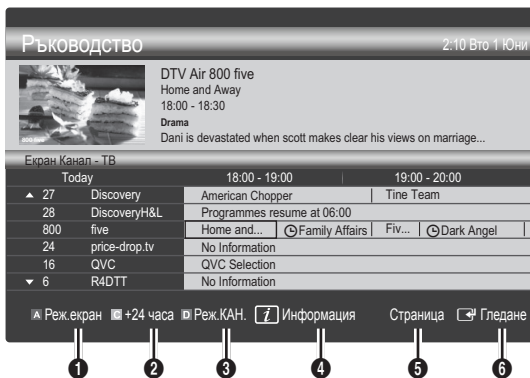 Ръководство 2:10 Вто 1 Юни
DTV Air 800 five
Home and Away
18:00 - 18:30
Drama
Dani is devastated when scott makes clear his views on marriage...
800 five
Екран Канал - ТВ
Today 18:00 - 19:00 19:00 - 20:00
▲ 27 Discovery American Chopper Tine Team
28 DiscoveryH&L Programmes resume at 06:00
800 five Home and... Family Affairs Fiv... Dark Angel
24 price-drop.tv No Information
16 QVC QVC Selection
▼ 6 R4DTT No Information
A Реж.екран C +24 часа D Реж.КАН. i Информация Страница Гледане
1 2 3 4 5 6